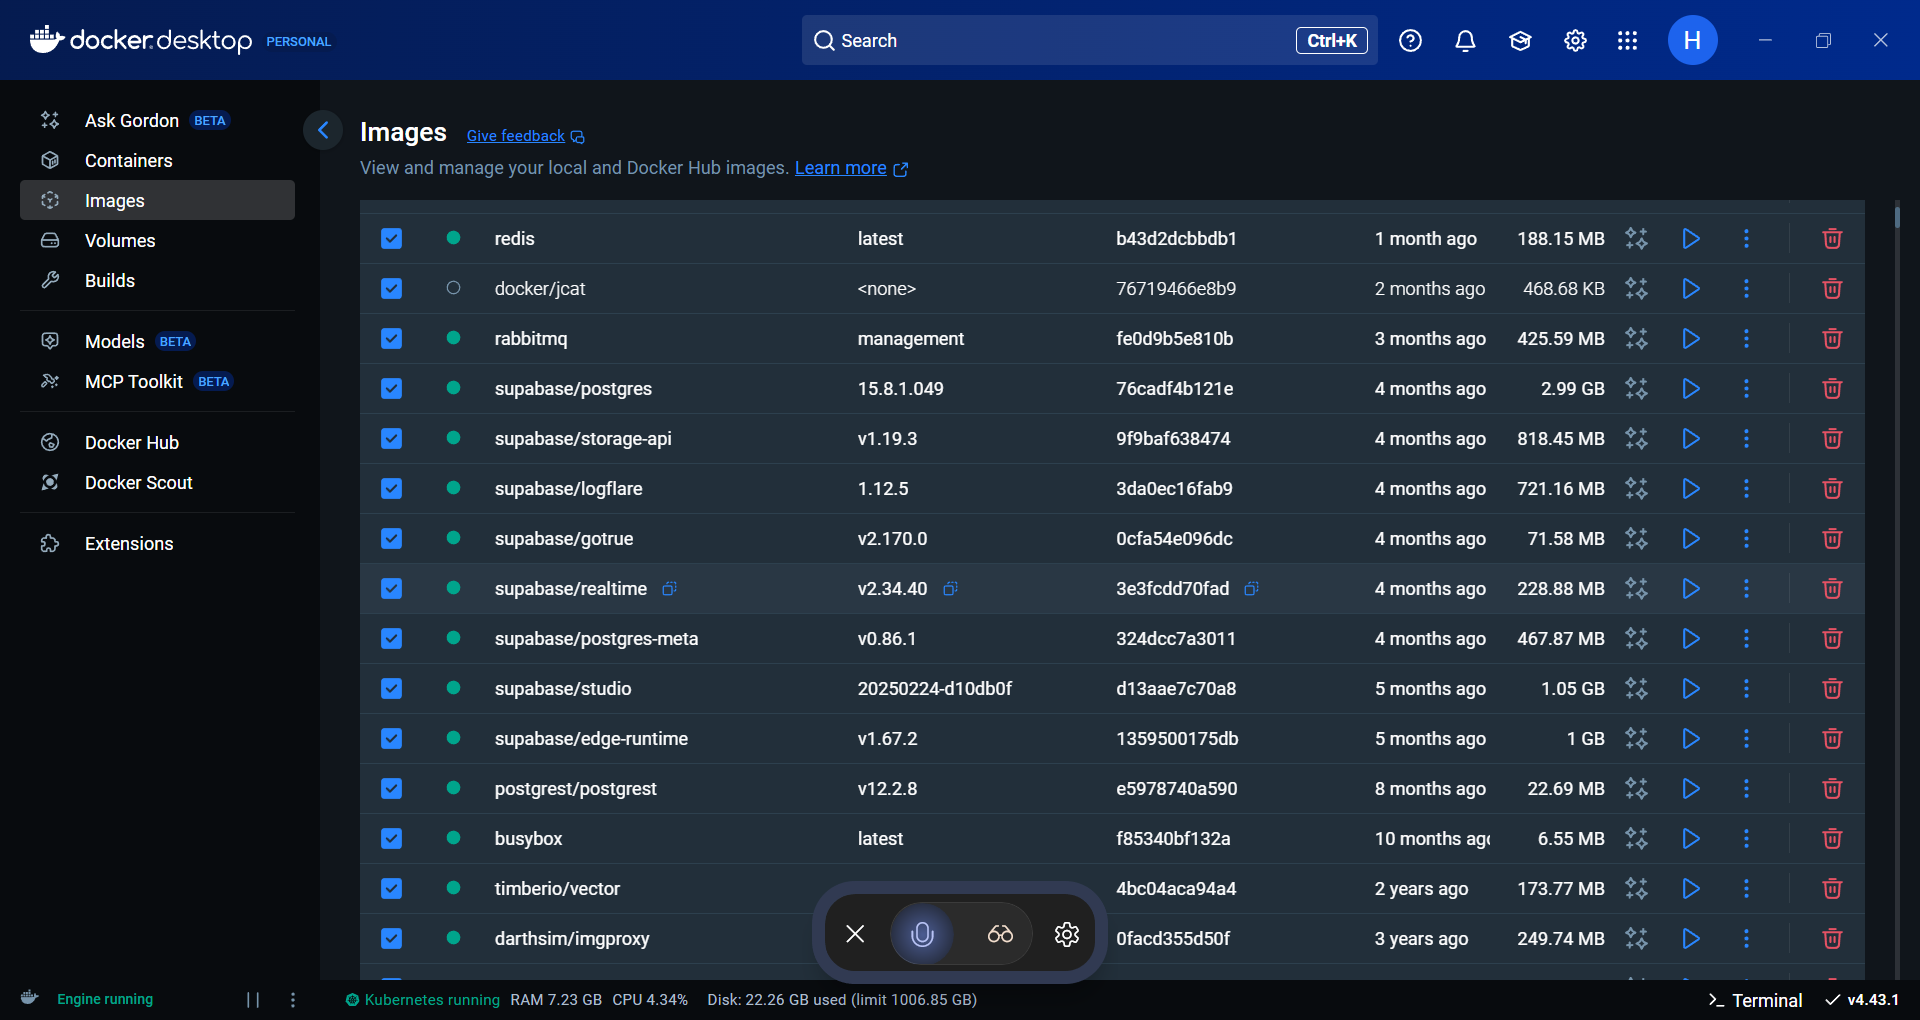 docker.desktop PERSONAL
Search
Ctrl+K
H
Ask Gordon BETA
Containers
Images
Volumes
Builds
Models BETA
MCP Toolkit BETA
Docker Hub
Docker Scout
Extensions
Images Give feedback
View and manage your local and Docker Hub images. Learn more
redis latest b43d2dcbbdb1 1 month ago 188.15 MB
docker/jcat <none> 76719466e8b9 2 months ago 468.68 KB
rabbitmq management fe0d9b5e810b 3 months ago 425.59 MB
supabase/postgres 15.8.1.049 76cadf4b121e 4 months ago 2.99 GB
supabase/storage-api v1.19.3 9f9baf638474 4 months ago 818.45 MB
supabase/logflare 1.12.5 3da0ec16fab9 4 months ago 721.16 MB
supabase/gotrue v2.170.0 0cfa54e096dc 4 months ago 71.58 MB
supabase/realtime v2.34.40 3e3fcdd70fad 4 months ago 228.88 MB
supabase/postgres-meta v0.86.1 324dcc7a3011 4 months ago 467.87 MB
supabase/studio 20250224-d10db0f d13aae7c70a8 5 months ago 1.05 GB
supabase/edge-runtime v1.67.2 1359500175db 5 months ago 1 GB
postgrest/postgrest v12.2.8 e5978740a590 8 months ago 22.69 MB
busybox latest f85340bf132a 10 months ago 6.55 MB
timberio/vector 4bc04aca94a4 2 years ago 173.77 MB
darthsim/imgproxy 0facd355d50f 3 years ago 249.74 MB
Engine running
Kubernetes running RAM 7.23 GB CPU 4.34% Disk: 22.26 GB used (limit 1006.85 GB)
Terminal
v4.43.1